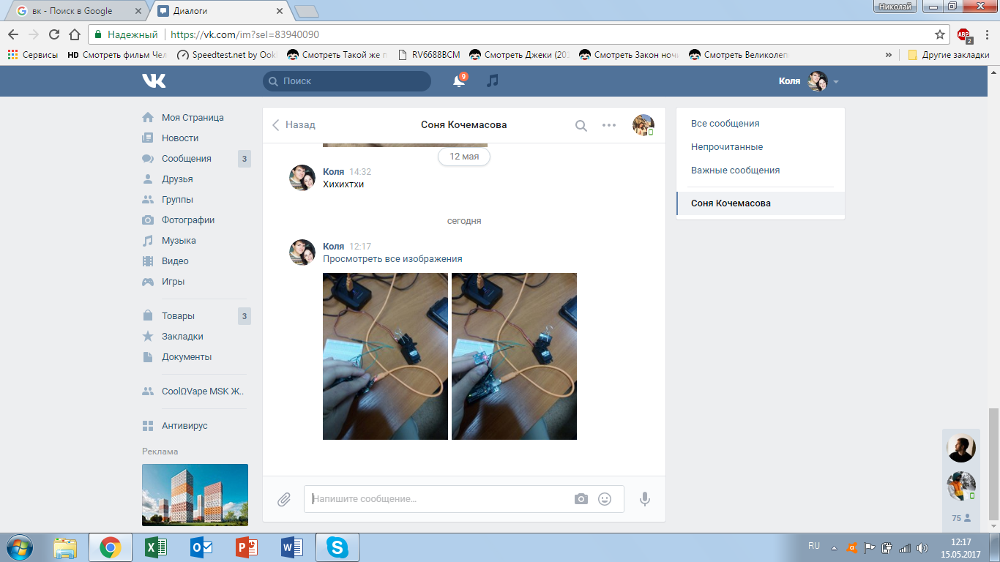 вк - Поиск в Google
Диалоги
Николай
Надежный
https://vk.com/im?sel=83940090
ABP
2
Сервисы
HD Смотреть фильм Чел
Speedtest.net by Ookl
Смотреть Такой же п
RV6688BCM
Смотреть Джеки (201
Смотреть Закон ночи
Смотреть Великолеп
»
Другие закладки
Поиск
9
Коля
Моя Страница
Новости
Сообщения 3
Друзья
Группы
Фотографии
Музыка
Видео
Игры
Товары 3
Закладки
Документы
CoolΩVape MSK Ж..
Антивирус
Реклама
Назад
Соня Кочемасова
12 мая
Коля 14:32
Хихихтхи
сегодня
Коля 12:17
Просмотреть все изображения
Напишите сообщение...
Все сообщения
Непрочитанные
Важные сообщения
Соня Кочемасова
75
RU
12:17
15.05.2017